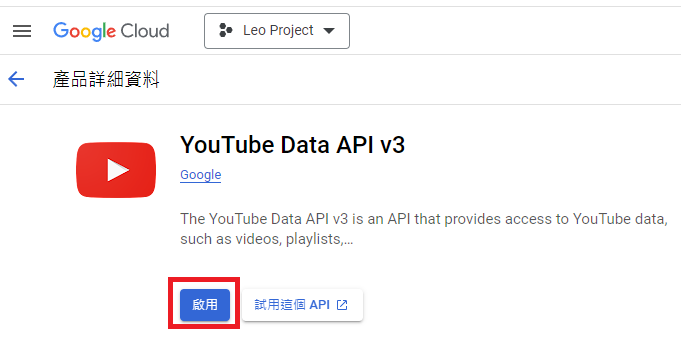 Google Cloud
Leo Project
產品詳細資料
YouTube Data API v3
Google
The YouTube Data API v3 is an API that provides access to YouTube data,
such as videos, playlists,...
啟用
試用這個 API